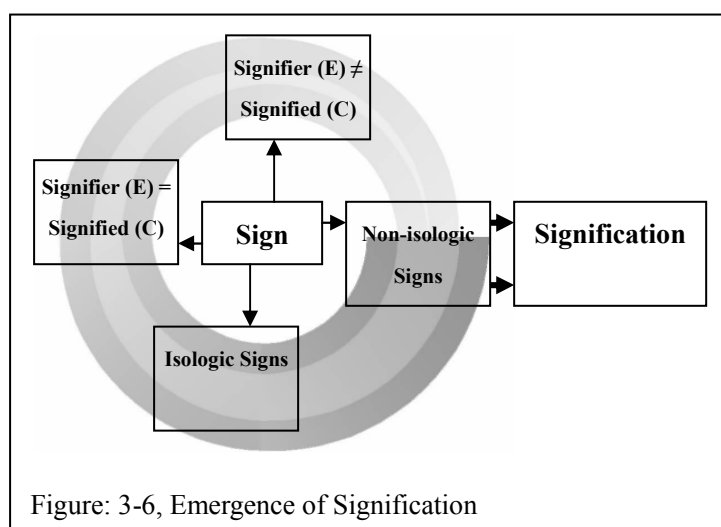 Signifier (E) ≠
Signified (C)
Signifier (E) =
Signified (C)
Sign
Non-isologic
Signs
Signification
Isologic Signs
Figure: 3-6, Emergence of Signification